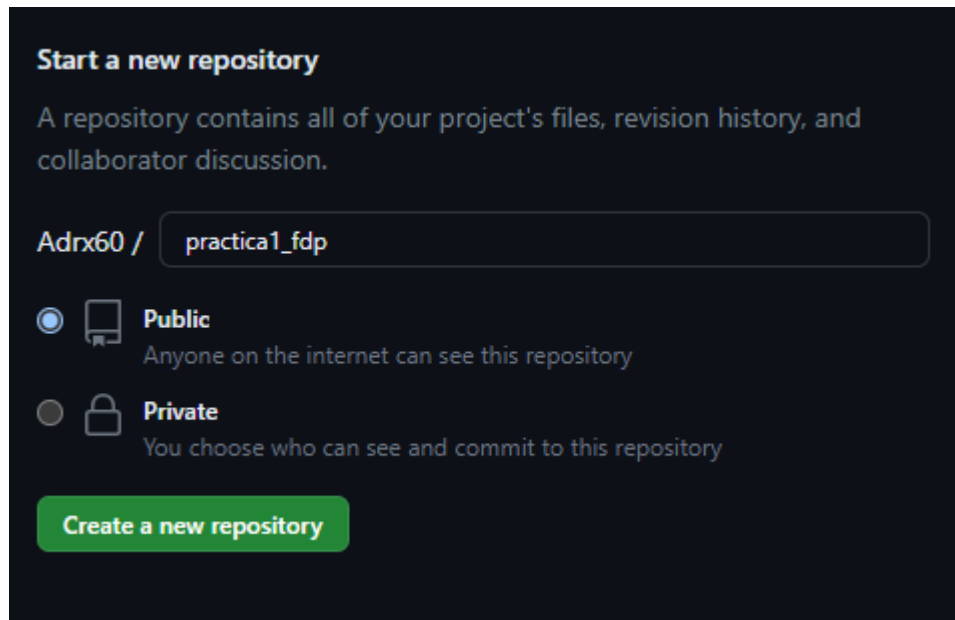 Start a new repository
A repository contains all of your project's files, revision history, and
collaborator discussion.
Adrx60 / practica1_fdp
Public
Anyone on the internet can see this repository
Private
You choose who can see and commit to this repository
Create a new repository